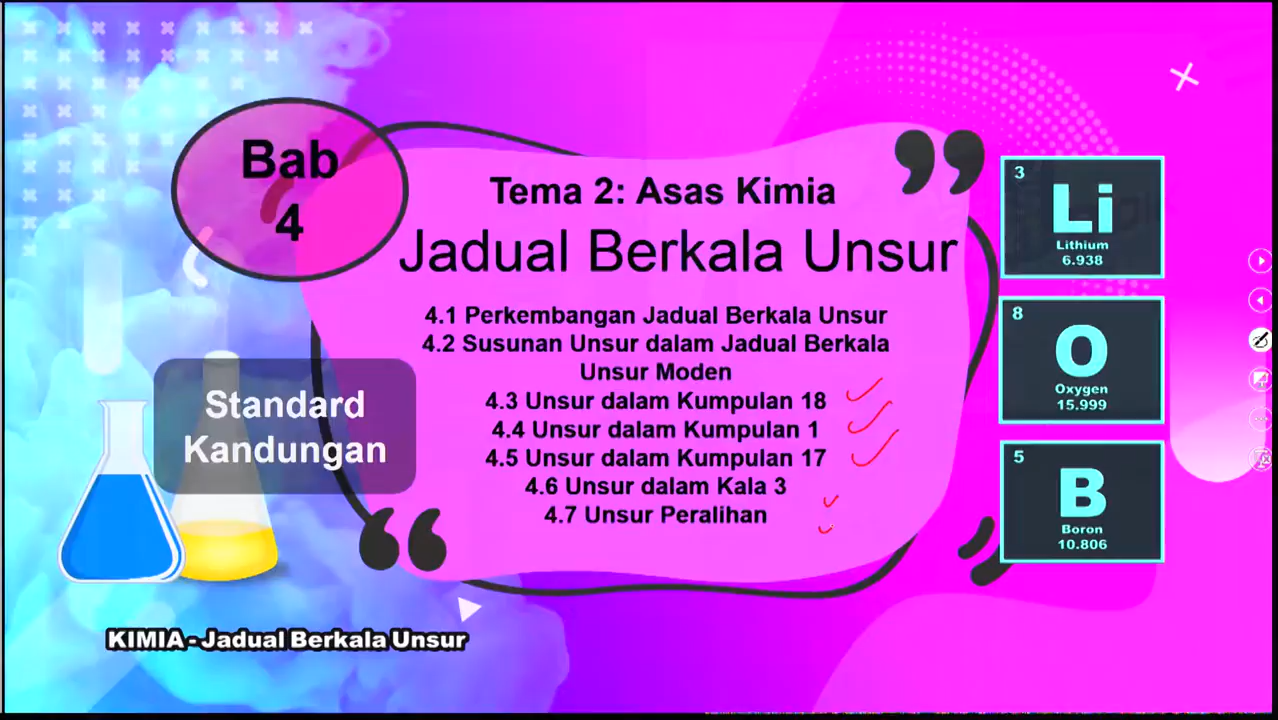 Bab
4
Tema 2: Asas Kimia
Jadual Berkala Unsur
4.1 Perkembangan Jadual Berkala Unsur
4.2 Susunan Unsur dalam Jadual Berkala
Unsur Moden
4.3 Unsur dalam Kumpulan 18
4.4 Unsur dalam Kumpulan 1
4.5 Unsur dalam Kumpulan 17
4.6 Unsur dalam Kala 3
4.7 Unsur Peralihan
Standard
Kandungan
3
Li
Lithium
6.938
8
O
Oxygen
15.999
5
B
Boron
10.806
KIMIA - Jadual Berkala Unsur